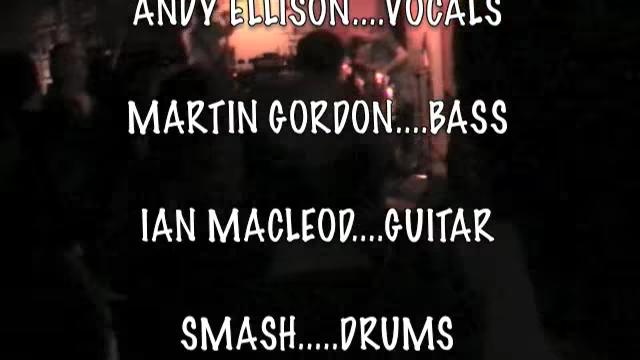 ANDY ELLISON....VOCALS
MARTIN GORDON....BASS
IAN MACLEOD....GUITAR
SMASH.....DRUMS